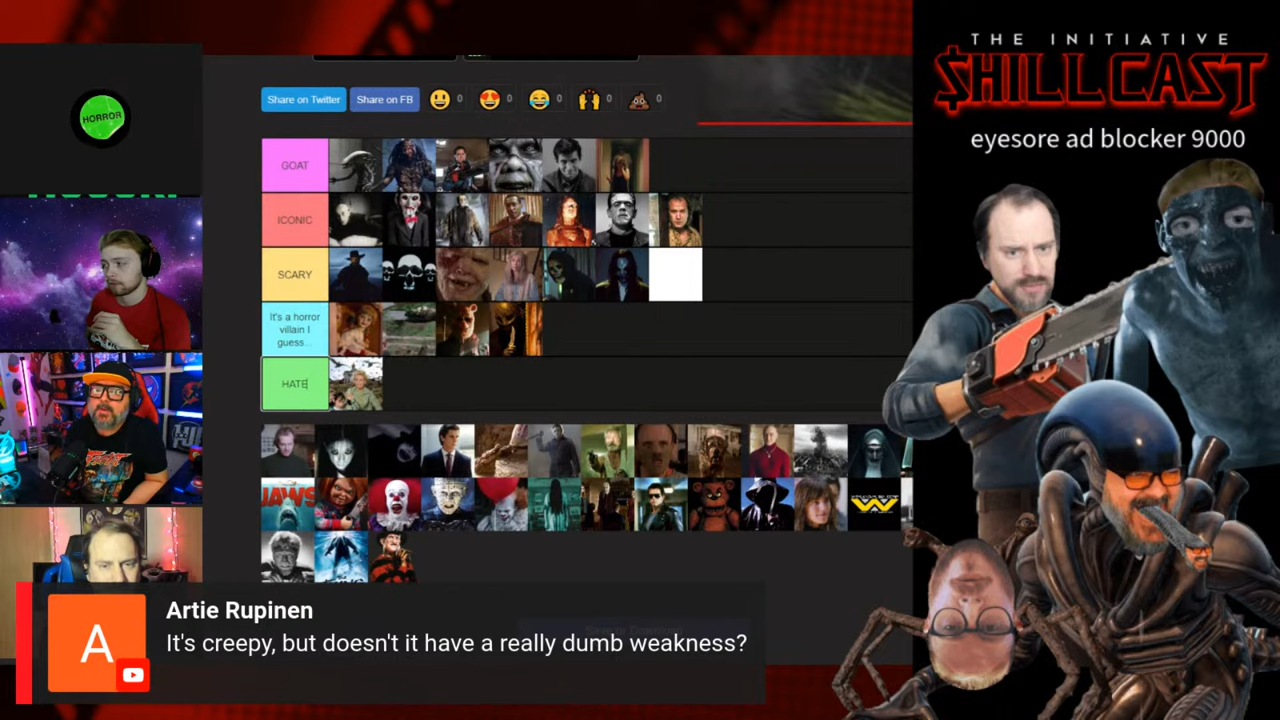 THE INITIATIVE
$HILLCAST
eyesore ad blocker 9000
HORROR
Share on Twitter
Share on FB
0
0
0
0
0
GOAT
ICONIC
SCARY
It's a horror
villain I
guess...
HATE
JAWS
A
Artie Rupinen
It's creepy, but doesn't it have a really dumb weakness?